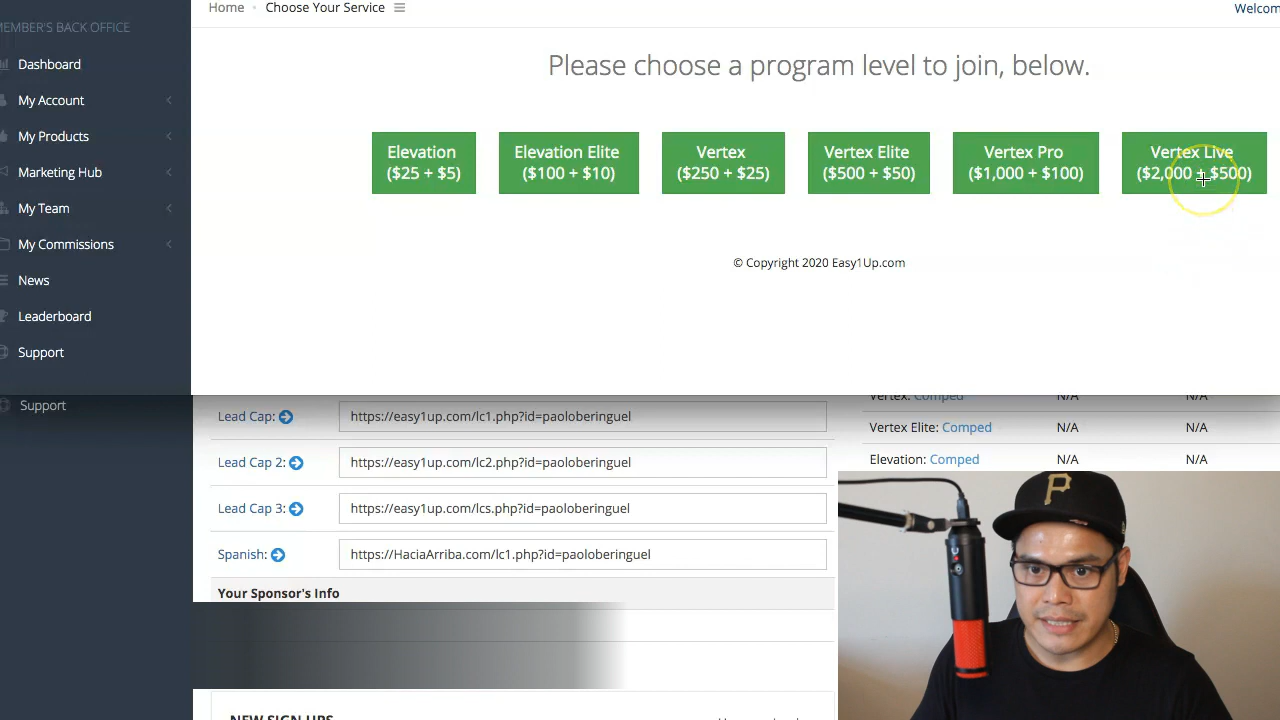 MEMBER'S BACK OFFICE
Dashboard
My Account
My Products
Marketing Hub
My Team
My Commissions
News
Leaderboard
Support
Support
Home
Choose Your Service
Welcom
Please choose a program level to join, below.
Elevation
($25 + $5)
Elevation Elite
($100 + $10)
Vertex
($250 + $25)
Vertex Elite
($500 + $50)
Vertex Pro
($1,000 + $100)
Vertex Live
($2,000 + $500)
© Copyright 2020 Easy1Up.com
Lead Cap:
https://easy1up.com/lc1.php?id=paoloberinguel
Lead Cap 2:
https://easy1up.com/lc2.php?id=paoloberinguel
Lead Cap 3:
https://easy1up.com/lcs.php?id=paoloberinguel
Spanish:
https://HaciaArriba.com/lc1.php?id=paoloberinguel
Your Sponsor's Info
NEW SIGN UPS
Vertex: Comped N/A N/A
Vertex Elite: Comped N/A N/A
Elevation: Comped N/A N/A
P